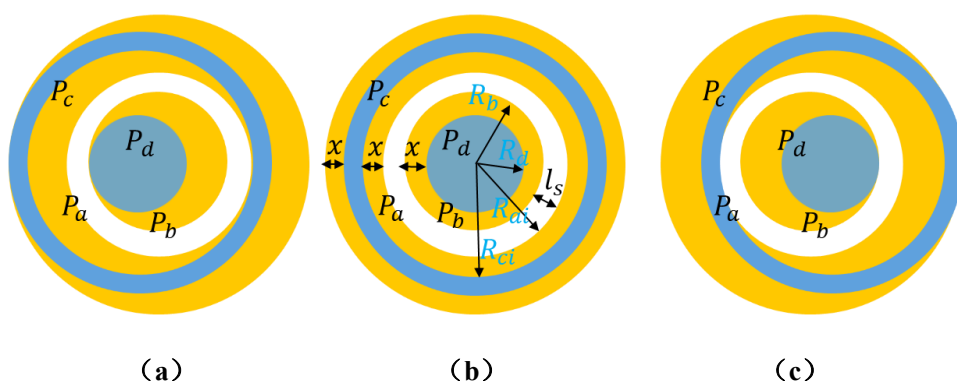 P_c
P_d
P_a
P_b
(a)
P_c
R_b
x
x
x
P_d
R_d
l_s
P_a
P_b
R_ai
R_ci
(b)
P_c
P_d
P_a
P_b
(c)